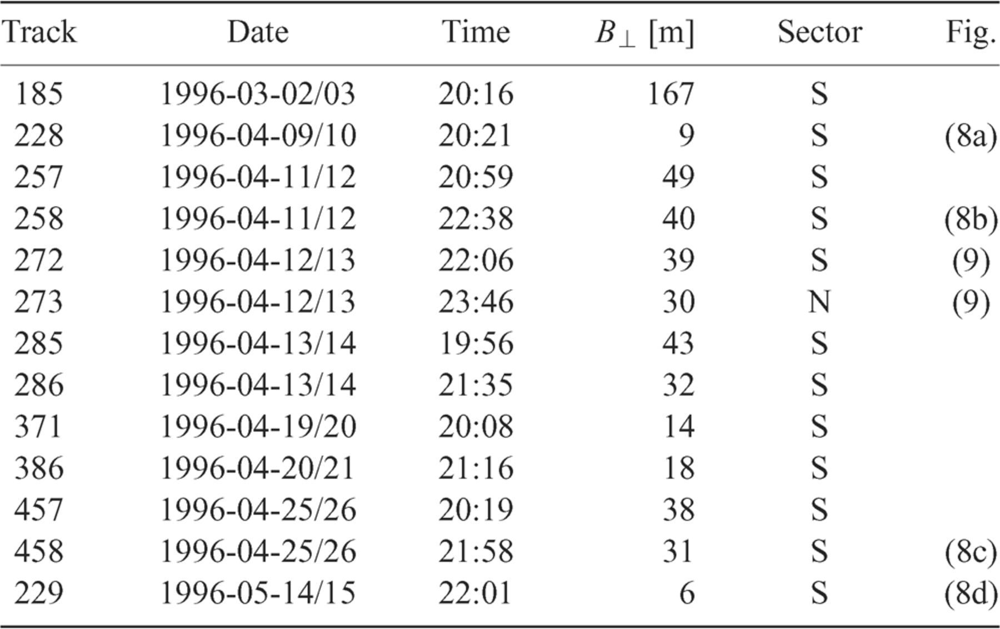 Track Date Time B⊥ [m] Sector Fig.
185 1996-03-02/03 20:16 167 S
228 1996-04-09/10 20:21 9 S (8a)
257 1996-04-11/12 20:59 49 S
258 1996-04-11/12 22:38 40 S (8b)
272 1996-04-12/13 22:06 39 S (9)
273 1996-04-12/13 23:46 30 N (9)
285 1996-04-13/14 19:56 43 S
286 1996-04-13/14 21:35 32 S
371 1996-04-19/20 20:08 14 S
386 1996-04-20/21 21:16 18 S
457 1996-04-25/26 20:19 38 S
458 1996-04-25/26 21:58 31 S (8c)
229 1996-05-14/15 22:01 6 S (8d)